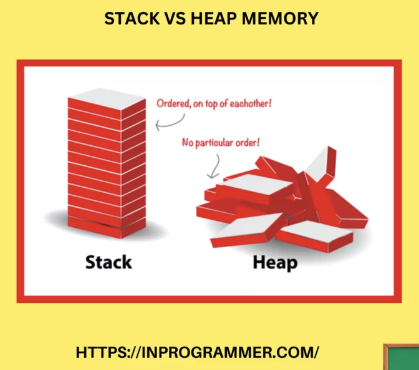 STACK VS HEAP MEMORY
Ordered, on top of eachother!
No particular order!
Stack
Heap
HTTPS://INPROGRAMMER.COM/